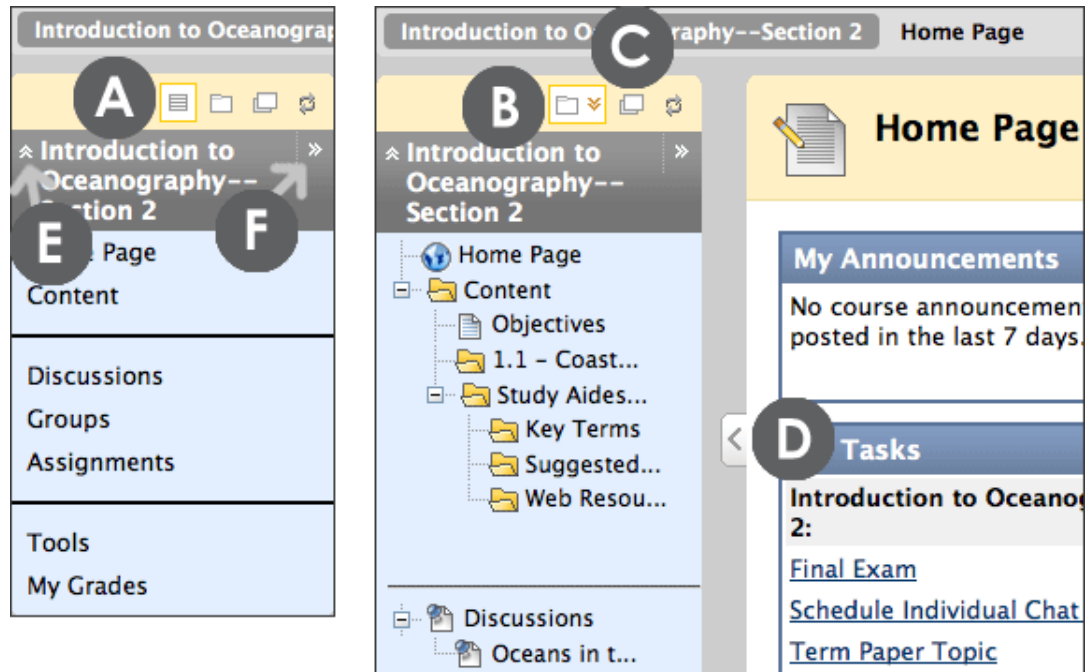 Introduction to Oceanograp
A
Introduction to
Oceanography--
Section 2
E
F
Page
Content
Discussions
Groups
Assignments
Tools
My Grades
Introduction to O raphy--Section 2 Home Page
C
B
Introduction to
Oceanography--
Section 2
Home Page
Content
Objectives
1.1 – Coast...
Study Aides...
Key Terms
Suggested...
Web Resou...
Discussions
Oceans in t...
Home Page
My Announcements
No course announcemen
posted in the last 7 days.
D
Tasks
Introduction to Oceanog
2:
Final Exam
Schedule Individual Chat
Term Paper Topic